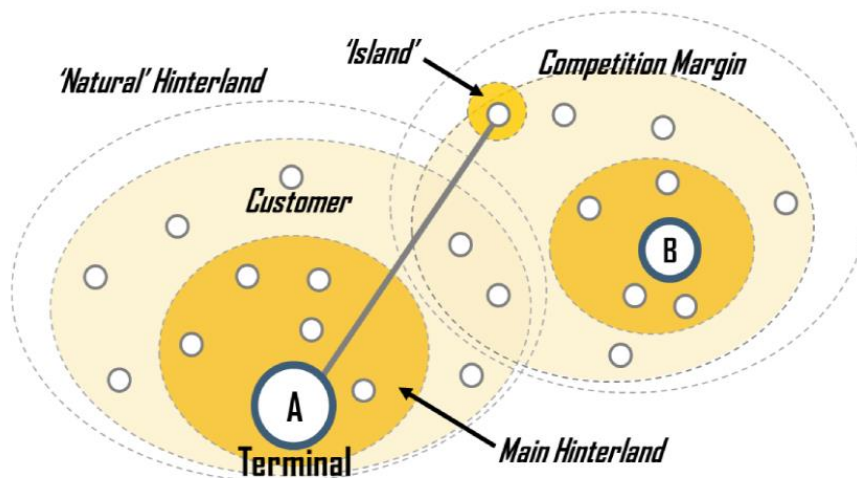 'Island'
Competition Margin
'Natural' Hinterland
Customer
B
A
Main Hinterland
Terminal